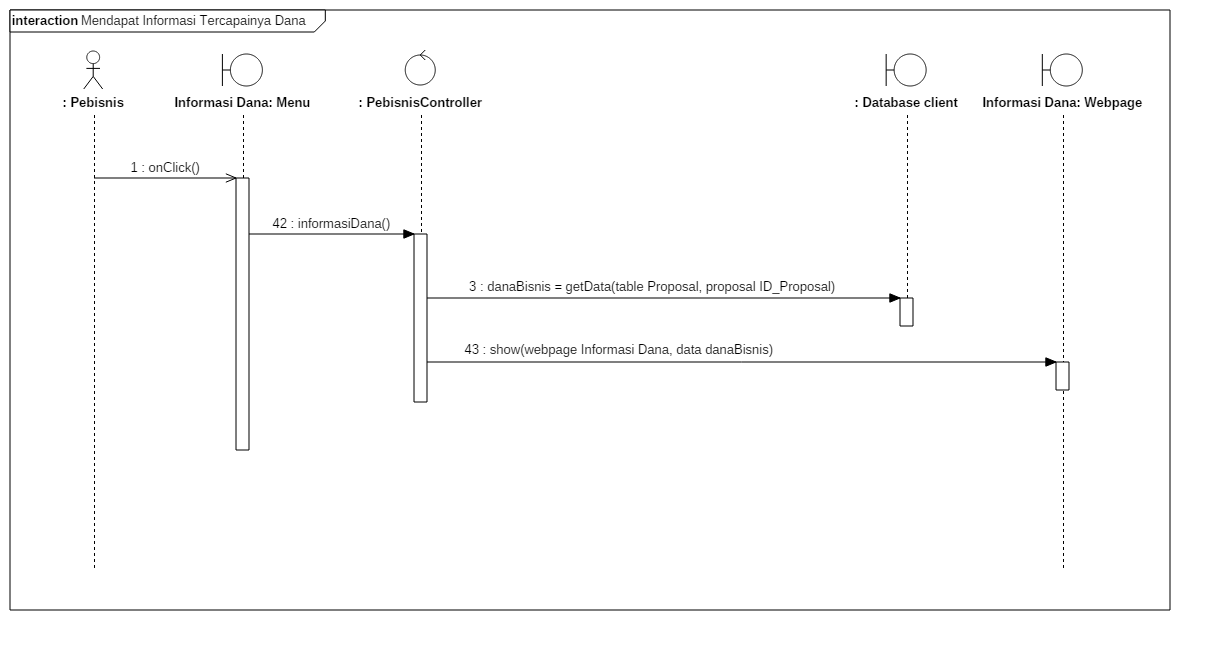 interaction Mendapat Informasi Tercapainya Dana
: Pebisnis
Informasi Dana: Menu
: PebisnisController
: Database client
Informasi Dana: Webpage
1 : onClick()
42 : informasiDana()
3 : danaBisnis = getData(table Proposal, proposal ID_Proposal)
43 : show(webpage Informasi Dana, data danaBisnis)